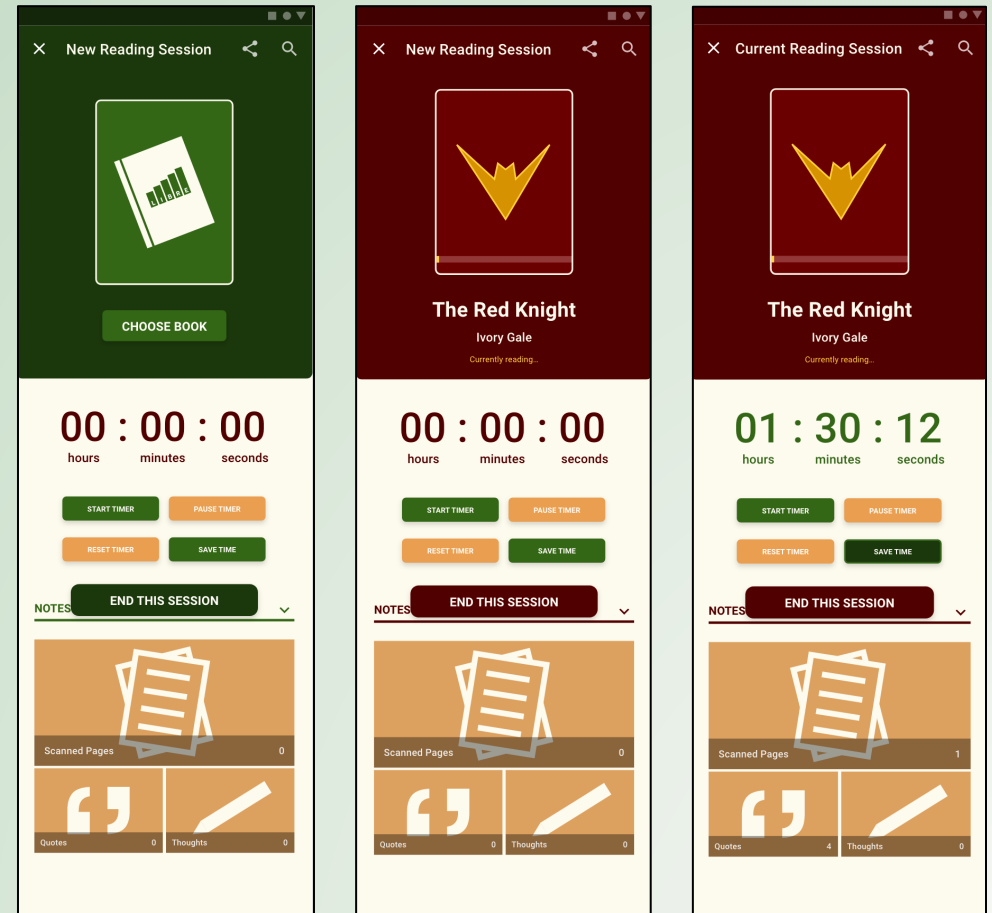 New Reading Session
LIBRE
CHOOSE BOOK
00 : 00 : 00
hours minutes seconds
START TIMER PAUSE TIMER
RESET TIMER SAVE TIME
END THIS SESSION
NOTES
Scanned Pages 0
Quotes 0 Thoughts 0
New Reading Session
The Red Knight
Ivory Gale
Currently reading...
00 : 00 : 00
hours minutes seconds
START TIMER PAUSE TIMER
RESET TIMER SAVE TIME
END THIS SESSION
NOTES
Scanned Pages 0
Quotes 0 Thoughts 0
Current Reading Session
The Red Knight
Ivory Gale
Currently reading...
01 : 30 : 12
hours minutes seconds
START TIMER PAUSE TIMER
RESET TIMER SAVE TIME
END THIS SESSION
NOTES
Scanned Pages 1
Quotes 4 Thoughts 0